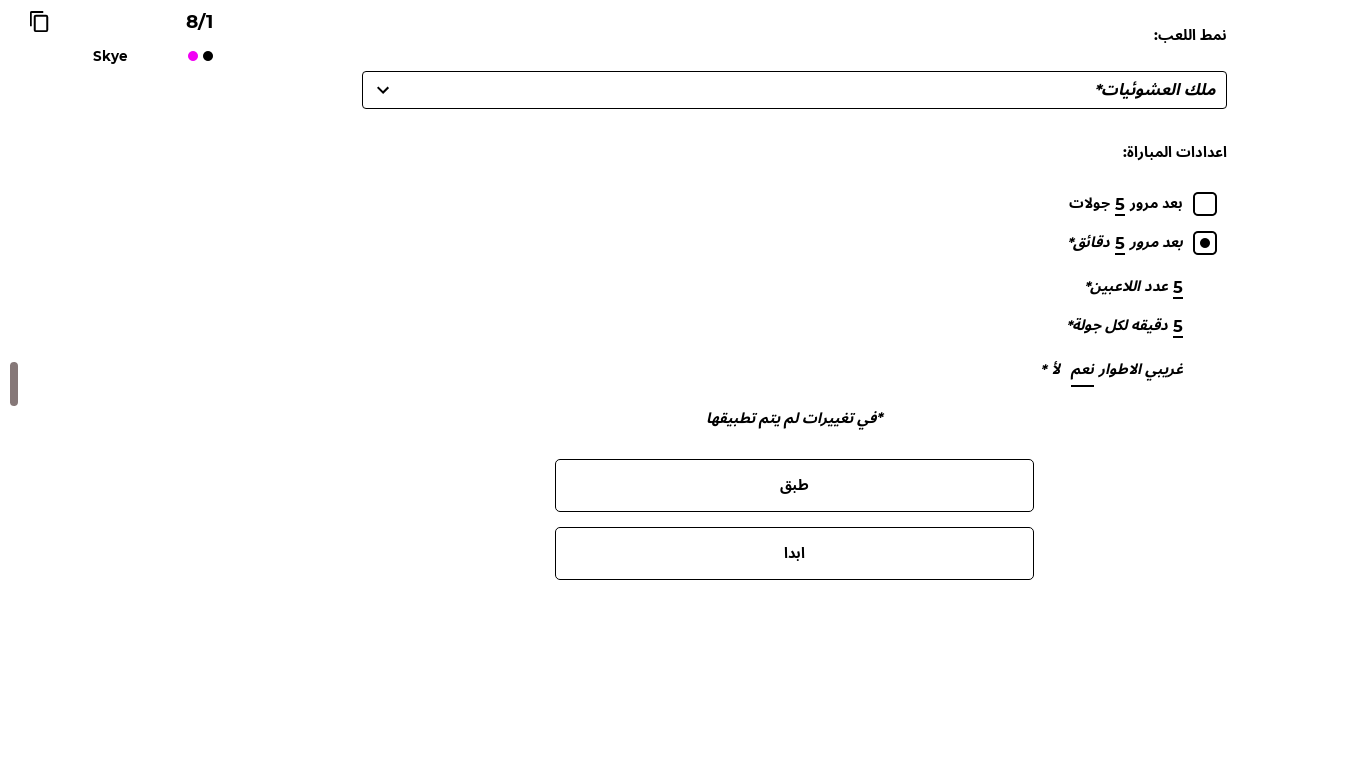 8/1
Skye
نمط اللعب:
ملك العشوئيات*
اعدادات المباراة:
بعد مرور 5 جولات
بعد مرور 5 دقائق*
5 عدد اللاعبين*
5 دقيقه لكل جولة*
غريبي الاطوار نعم لأ *
*في تغييرات لم يتم تطبيقها
طبق
ابدا